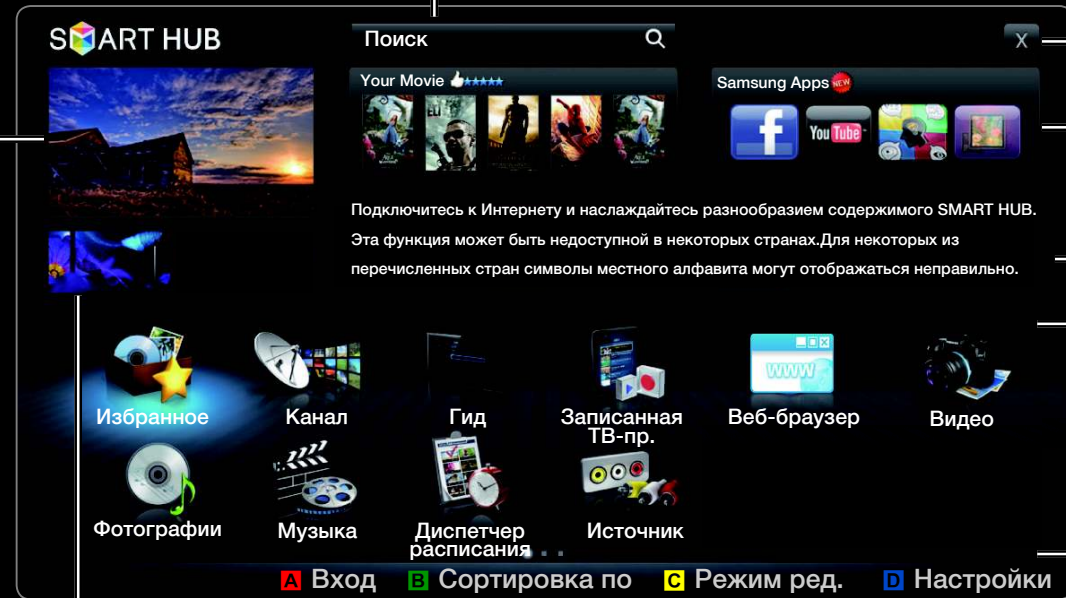 SMART HUB
Поиск
X
Your Movie
Samsung Apps NEW
ELI
f
You Tube
Подключитесь к Интернету и наслаждайтесь разнообразием содержимого SMART HUB.
Эта функция может быть недоступной в некоторых странах.Для некоторых из
перечисленных стран символы местного алфавита могут отображаться неправильно.
www
Избранное
Канал
Гид
Записанная
ТВ-пр.
Веб-браузер
Видео
Фотографии
Музыка
Диспетчер
расписания
Источник
A Вход
B Сортировка по
C Режим ред.
D Настройки